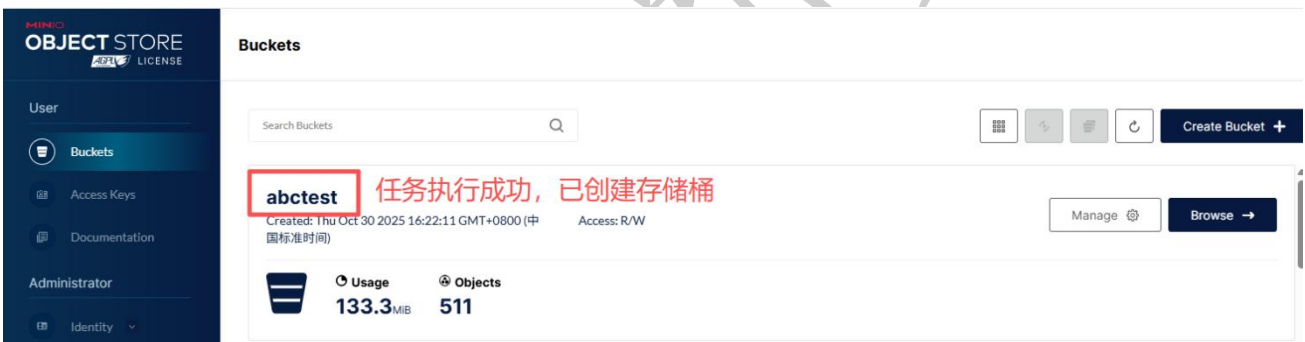 MINIO
OBJECT STORE
AGPLv3 LICENSE
Buckets
User
Search Buckets
Create Bucket +
Buckets
abctest
任务执行成功，已创建存储桶
Access Keys
Created: Thu Oct 30 2025 16:22:11 GMT+0800 (中
国标准时间)
Access: R/W
Manage
Browse →
Documentation
Administrator
Usage
Objects
133.3MiB
511
Identity